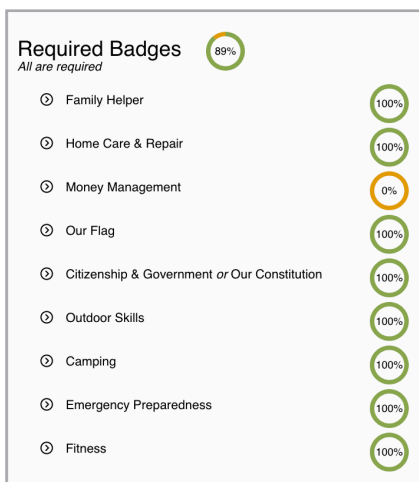 Required Badges 89%
All are required
Family Helper 100%
Home Care & Repair 100%
Money Management 0%
Our Flag 100%
Citizenship & Government or Our Constitution 100%
Outdoor Skills 100%
Camping 100%
Emergency Preparedness 100%
Fitness 100%